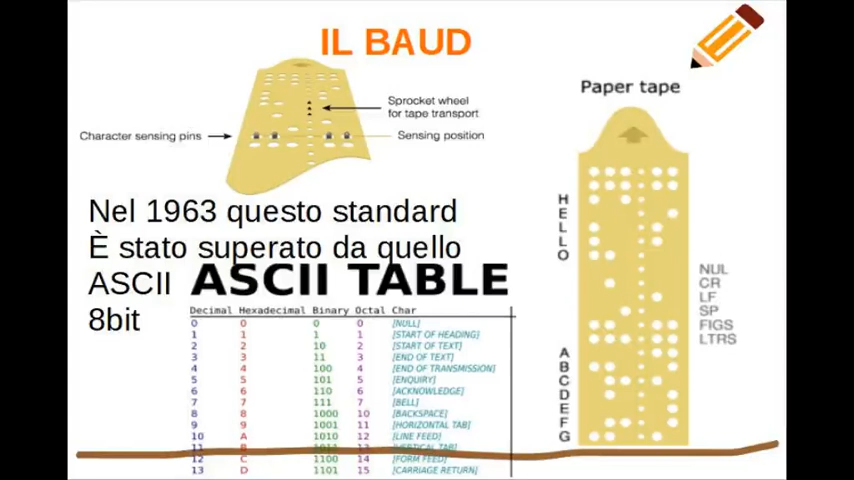 IL BAUD
Paper tape
Sprocket wheel
for tape transport
Character sensing pins
Sensing position
Nel 1963 questo standard
È stato superato da quello
ASCII
8bit
ASCII TABLE
Decimal Hexadecimal Binary Octal Char
0 0 0 0 [NULL]
1 1 1 1 [START OF HEADING]
2 2 10 2 [START OF TEXT]
3 3 11 3 [END OF TEXT]
4 4 100 4 [END OF TRANSMISSION]
5 5 101 5 [ENQUIRY]
6 6 110 6 [ACKNOWLEDGE]
7 7 111 7 [BELL]
8 8 1000 10 [BACKSPACE]
9 9 1001 11 [HORIZONTAL TAB]
10 A 1010 12 [LINE FEED]
11 B 1011 13 [VERTICAL TAB]
12 C 1100 14 [FORM FEED]
13 D 1101 15 [CARRIAGE RETURN]
H
E
L
L
O
A
B
C
D
E
F
G
NUL
CR
LF
SP
FIGS
LTRS